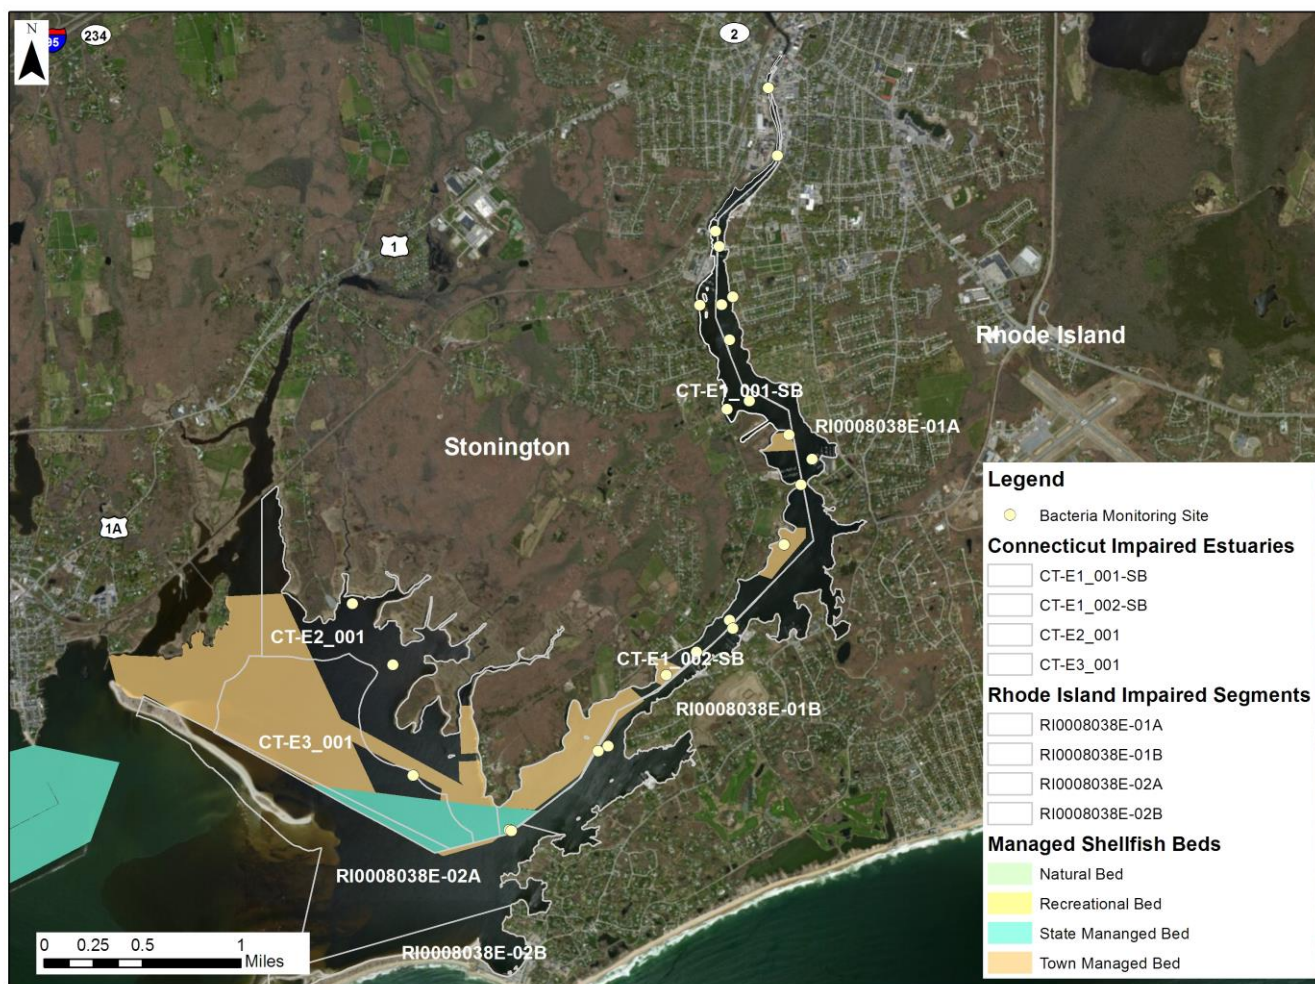 N
95
234
2
1
Rhode Island
CT-E1_001-SB
RI0008038E-01A
Stonington
1A
CT-E2_001
CT-E1_002-SB
RI0008038E-01B
CT-E3_001
RI0008038E-02A
RI0008038E-02B
0 0.25 0.5 1
Miles
Legend
Bacteria Monitoring Site
Connecticut Impaired Estuaries
CT-E1_001-SB
CT-E1_002-SB
CT-E2_001
CT-E3_001
Rhode Island Impaired Segments
RI0008038E-01A
RI0008038E-01B
RI0008038E-02A
RI0008038E-02B
Managed Shellfish Beds
Natural Bed
Recreational Bed
State Mananged Bed
Town Managed Bed